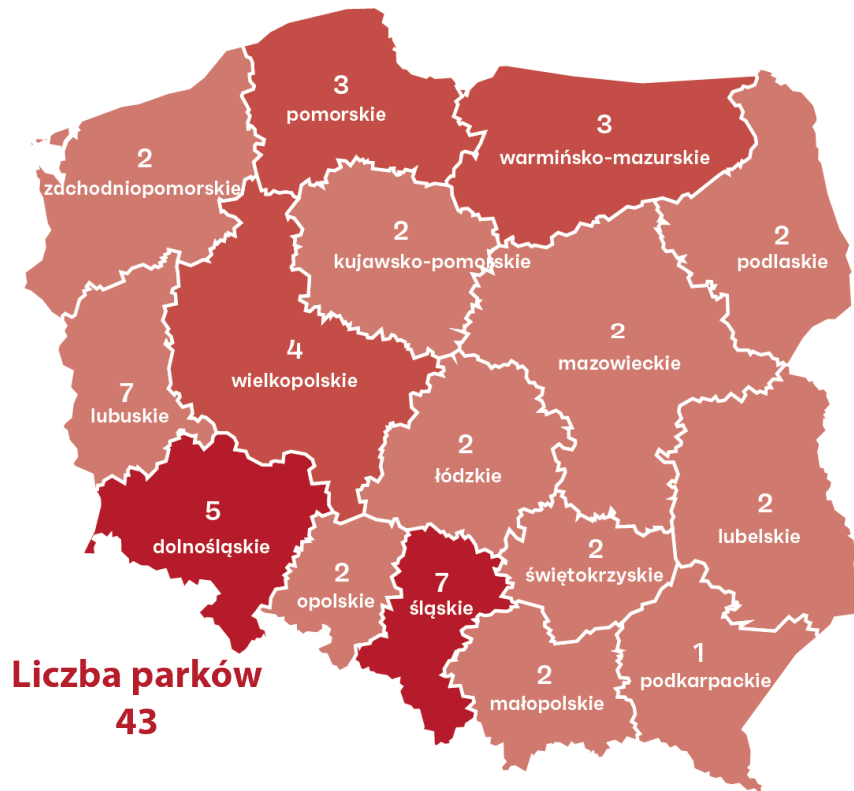 3
pomorskie
3
warmińsko-mazurskie
2
zachodniopomorskie
2
kujawsko-pomorskie
2
podlaskie
2
mazowieckie
4
wielkopolskie
7
lubuskie
2
łódzkie
2
lubelskie
5
dolnośląskie
2
opolskie
7
śląskie
2
świętokrzyskie
1
podkarpackie
2
małopolskie
Liczba parków
43